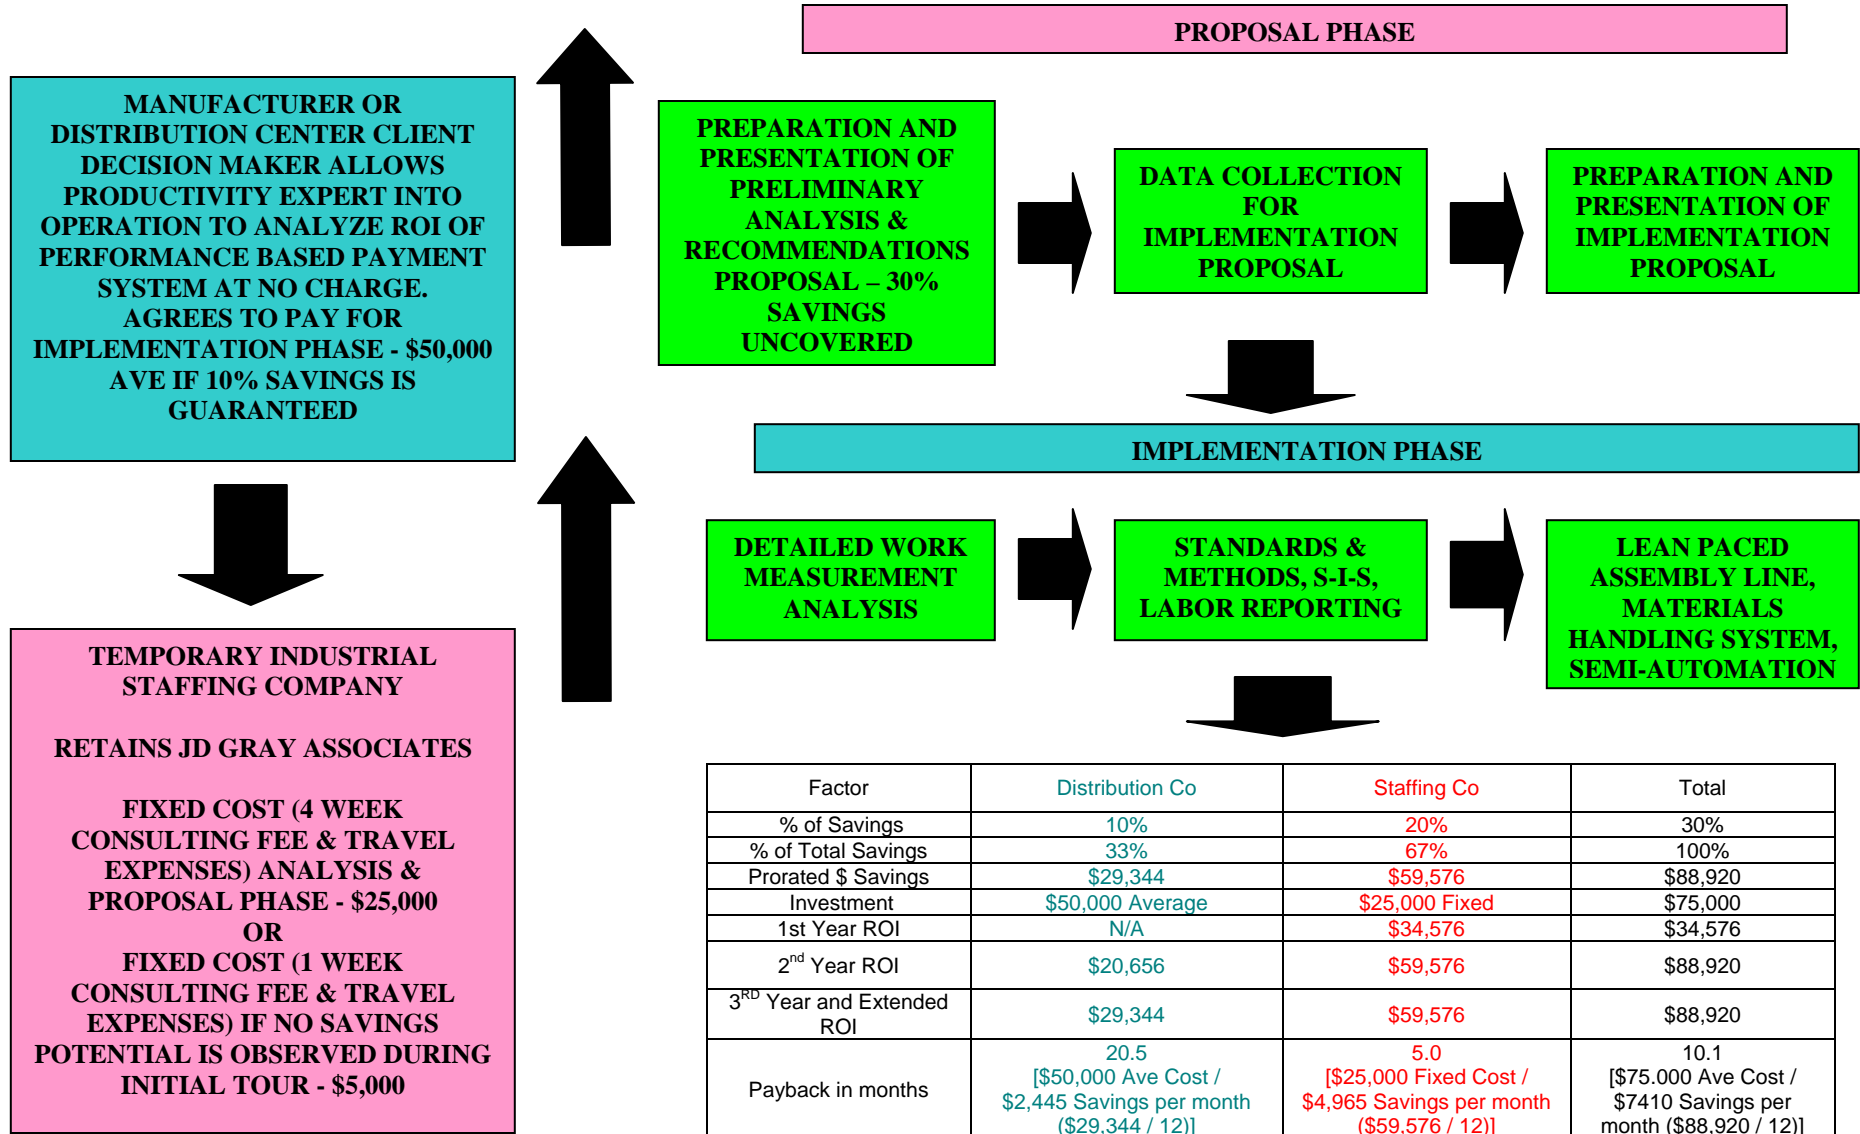 PROPOSAL PHASE
MANUFACTURER OR
DISTRIBUTION CENTER CLIENT
DECISION MAKER ALLOWS
PRODUCTIVITY EXPERT INTO
OPERATION TO ANALYZE ROI OF
PERFORMANCE BASED PAYMENT
SYSTEM AT NO CHARGE.
AGREES TO PAY FOR
IMPLEMENTATION PHASE - $50,000
AVE IF 10% SAVINGS IS
GUARANTEED
PREPARATION AND
PRESENTATION OF
PRELIMINARY
ANALYSIS &
RECOMMENDATIONS
PROPOSAL – 30%
SAVINGS
UNCOVERED
DATA COLLECTION
FOR
IMPLEMENTATION
PROPOSAL
PREPARATION AND
PRESENTATION OF
IMPLEMENTATION
PROPOSAL
IMPLEMENTATION PHASE
DETAILED WORK
MEASUREMENT
ANALYSIS
STANDARDS &
METHODS, S-I-S,
LABOR REPORTING
LEAN PACED
ASSEMBLY LINE,
MATERIALS
HANDLING SYSTEM,
SEMI-AUTOMATION
TEMPORARY INDUSTRIAL
STAFFING COMPANY
RETAINS JD GRAY ASSOCIATES
FIXED COST (4 WEEK
CONSULTING FEE & TRAVEL
EXPENSES) ANALYSIS &
PROPOSAL PHASE - $25,000
OR
FIXED COST (1 WEEK
CONSULTING FEE & TRAVEL
EXPENSES) IF NO SAVINGS
POTENTIAL IS OBSERVED DURING
INITIAL TOUR - $5,000
Factor Distribution Co Staffing Co Total
% of Savings 10% 20% 30%
% of Total Savings 33% 67% 100%
Prorated $ Savings $29,344 $59,576 $88,920
Investment $50,000 Average $25,000 Fixed $75,000
1st Year ROI N/A $34,576 $34,576
2nd Year ROI $20,656 $59,576 $88,920
3RD Year and Extended
ROI $29,344 $59,576 $88,920
Payback in months
20.5
[$50,000 Ave Cost /
$2,445 Savings per month
($29,344 / 12)]
5.0
[$25,000 Fixed Cost /
$4,965 Savings per month
($59,576 / 12)]
10.1
[$75.000 Ave Cost /
$7410 Savings per
month ($88,920 / 12)]